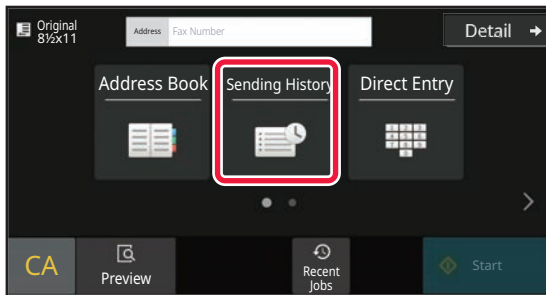 Original
8½x11
Address Fax Number
Detail
Address Book
Sending History
Direct Entry
CA
Preview
Recent
Jobs
Start